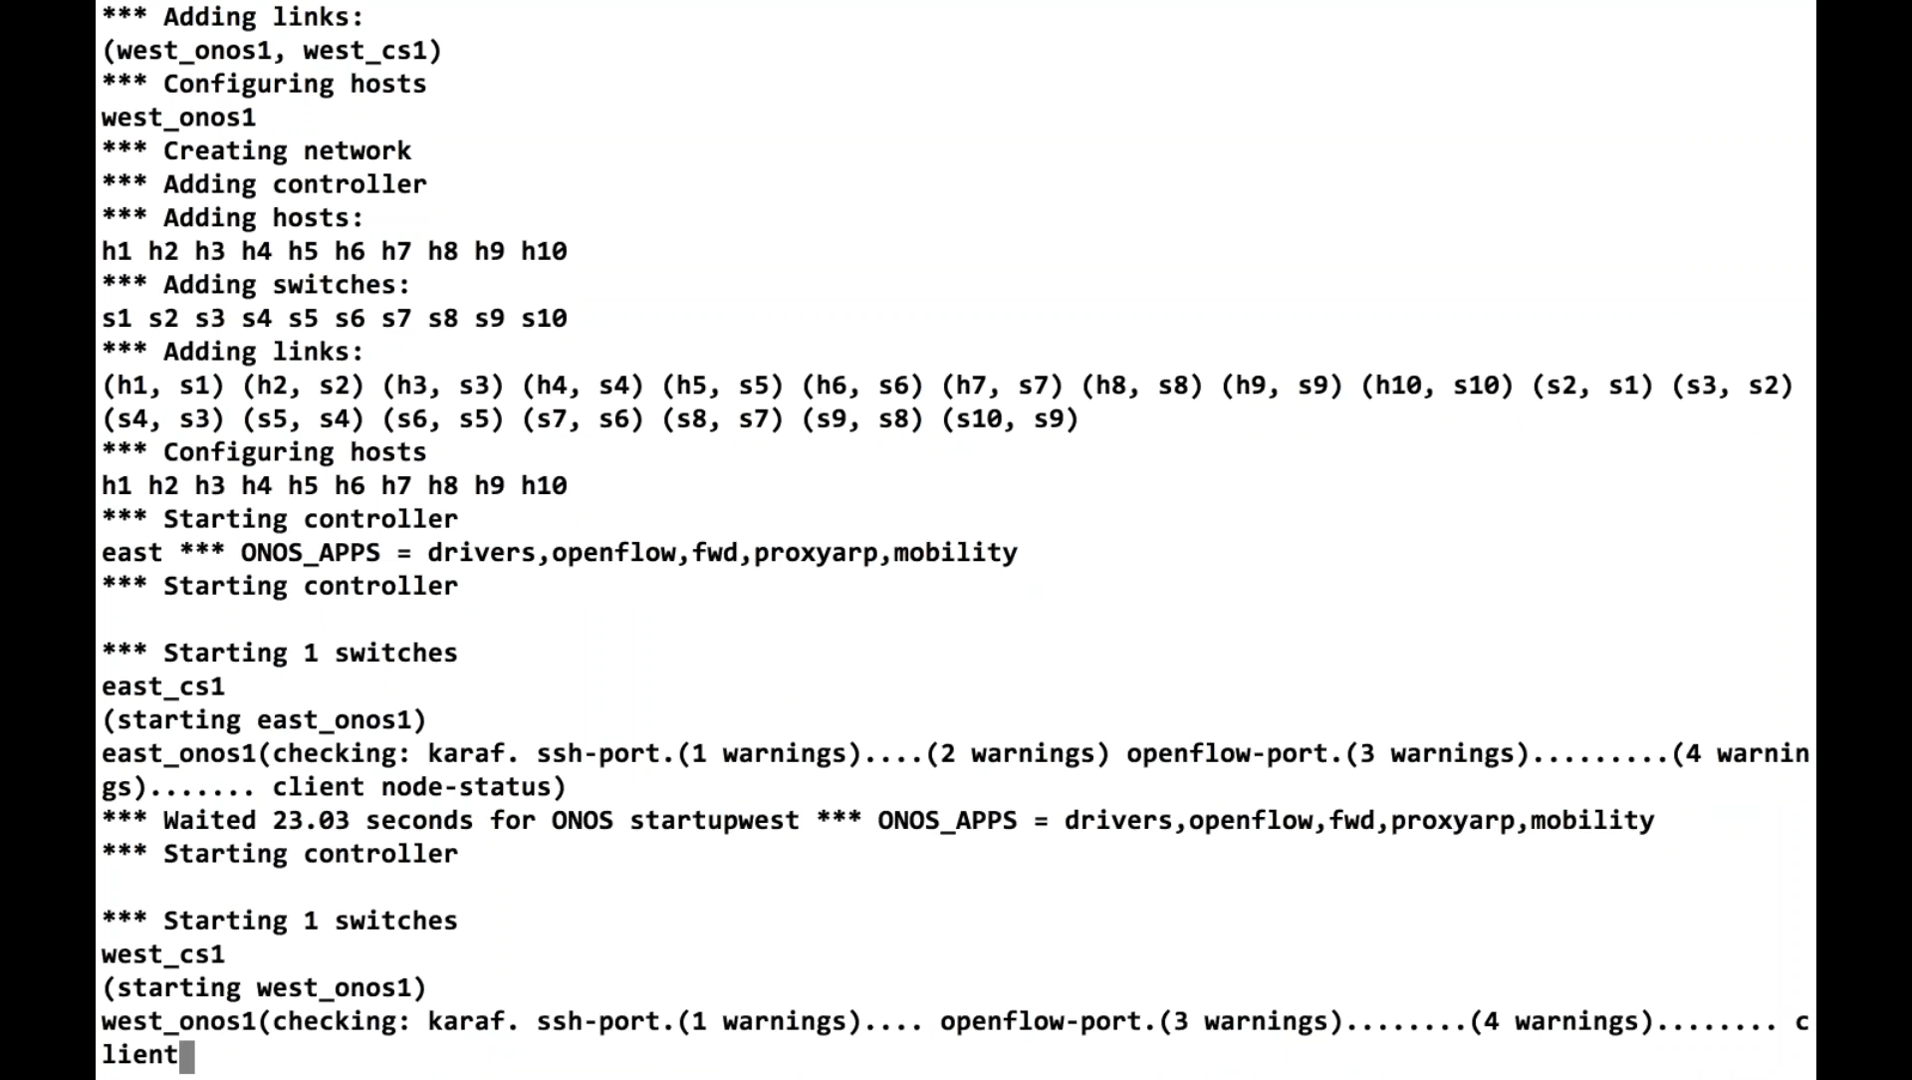 *** Adding links:
(west_onos1, west_cs1)
*** Configuring hosts
west_onos1
*** Creating network
*** Adding controller
*** Adding hosts:
h1 h2 h3 h4 h5 h6 h7 h8 h9 h10
*** Adding switches:
s1 s2 s3 s4 s5 s6 s7 s8 s9 s10
*** Adding links:
(h1, s1) (h2, s2) (h3, s3) (h4, s4) (h5, s5) (h6, s6) (h7, s7) (h8, s8) (h9, s9) (h10, s10) (s2, s1) (s3, s2)
(s4, s3) (s5, s4) (s6, s5) (s7, s6) (s8, s7) (s9, s8) (s10, s9)
*** Configuring hosts
h1 h2 h3 h4 h5 h6 h7 h8 h9 h10
*** Starting controller
east *** ONOS_APPS = drivers,openflow,fwd,proxyarp,mobility
*** Starting controller
*** Starting 1 switches
east_cs1
(starting east_onos1)
east_onos1(checking: karaf. ssh-port.(1 warnings)....(2 warnings) openflow-port.(3 warnings).........(4 warnin
gs)....... client node-status)
*** Waited 23.03 seconds for ONOS startupwest *** ONOS_APPS = drivers,openflow,fwd,proxyarp,mobility
*** Starting controller
*** Starting 1 switches
west_cs1
(starting west_onos1)
west_onos1(checking: karaf. ssh-port.(1 warnings).... openflow-port.(3 warnings)........(4 warnings)........ c
lient